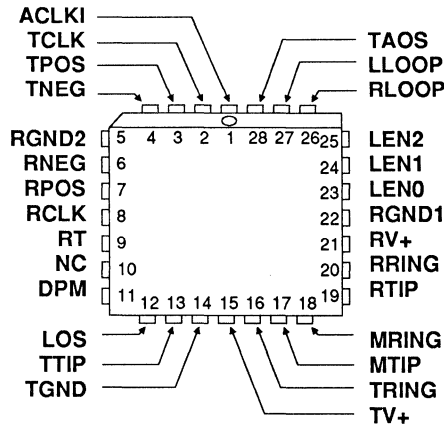 ACLKI
TCLK
TPOS
TNEG
TAOS
LLOOP
RLOOP
4 3 2 1 28 27 26
RGND2 5
RNEG 6
RPOS 7
RCLK 8
RT 9
NC 10
DPM 11
25 LEN2
24 LEN1
23 LEN0
22 RGND1
21 RV+
20 RRING
19 RTIP
12 13 14 15 16 17 18
LOS
TTIP
TGND
MRING
MTIP
TRING
TV+